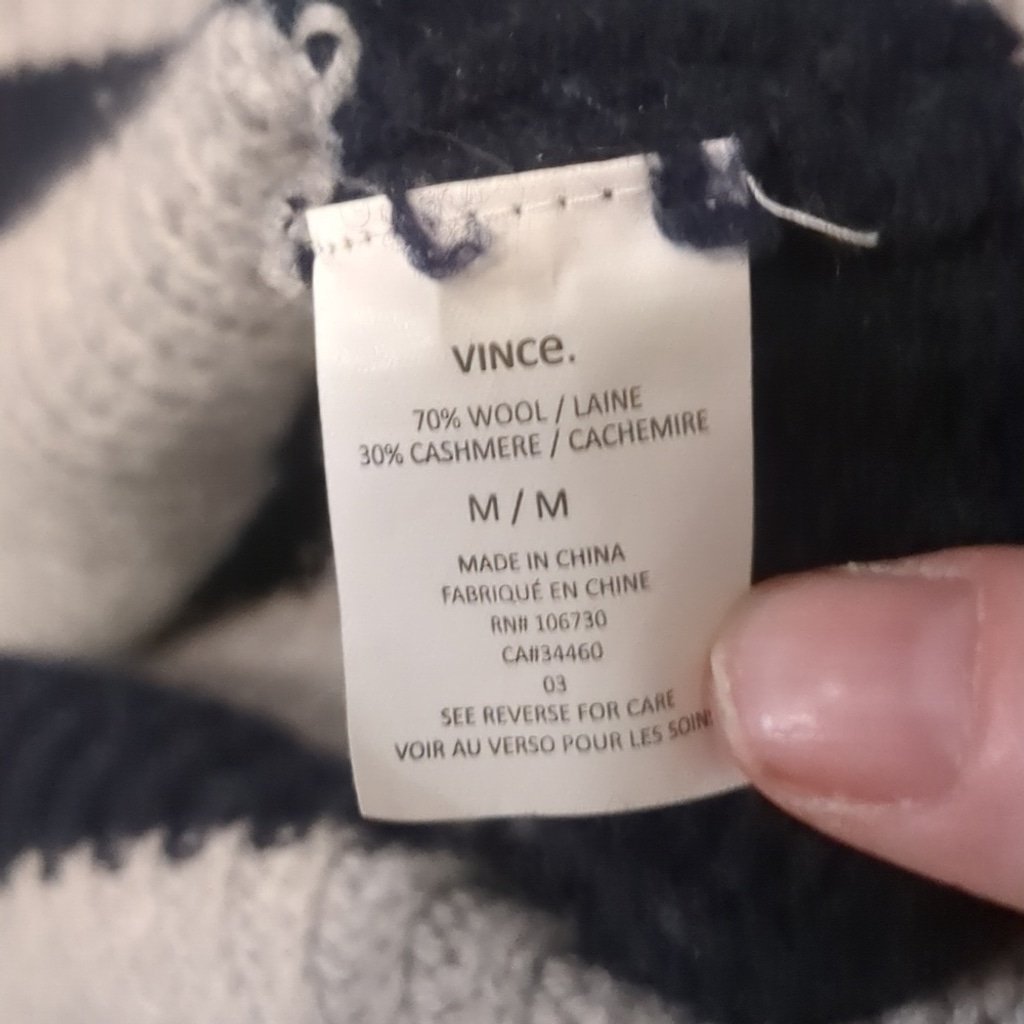 VINCe.
70% WOOL / LAINE
30% CASHMERE / CACHEMIRE
M / M
MADE IN CHINA
FABRIQUÉ EN CHINE
RN# 106730
CA#34460
03
SEE REVERSE FOR CARE
VOIR AU VERSO POUR LES SOIN